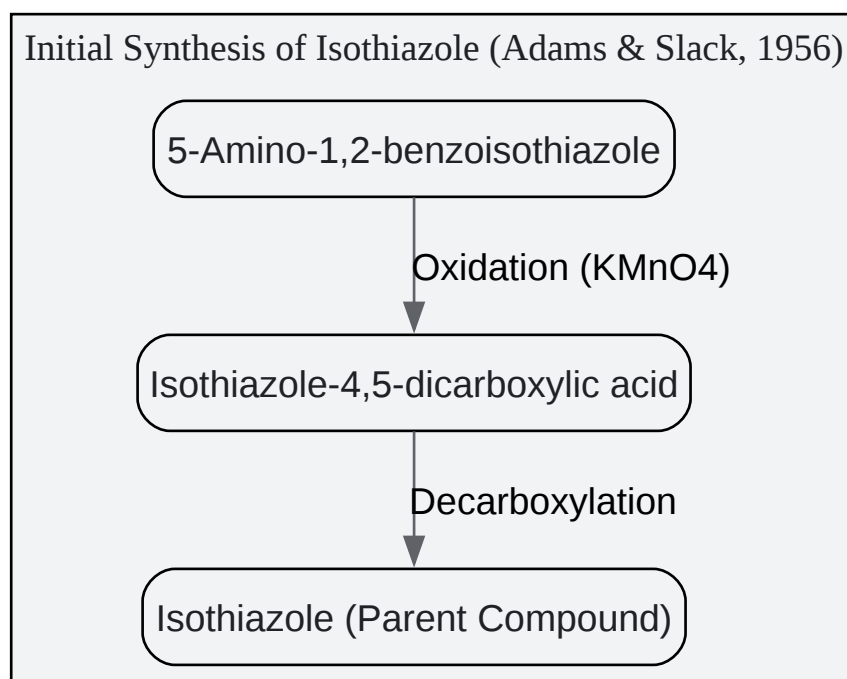 Initial Synthesis of Isothiazole (Adams & Slack, 1956)
5-Amino-1,2-benzoisothiazole
Oxidation (KMnO4)
Isothiazole-4,5-dicarboxylic acid
Decarboxylation
Isothiazole (Parent Compound)